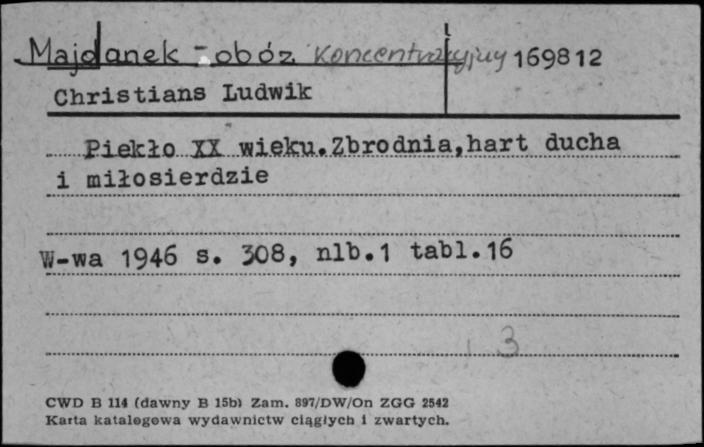 Majdanek - obóz koncentracyjny 169812
Christians Ludwik
Piekło XX wieku.Zbrodnia,hart ducha
i miłosierdzie
W-wa 1946 s. 308, nlb.1 tabl.16
3
CWD B 114 (dawny B 15b) Zam. 897/DW/On ZGG 2542
Karta katalogowa wydawnictw ciągłych i zwartych.